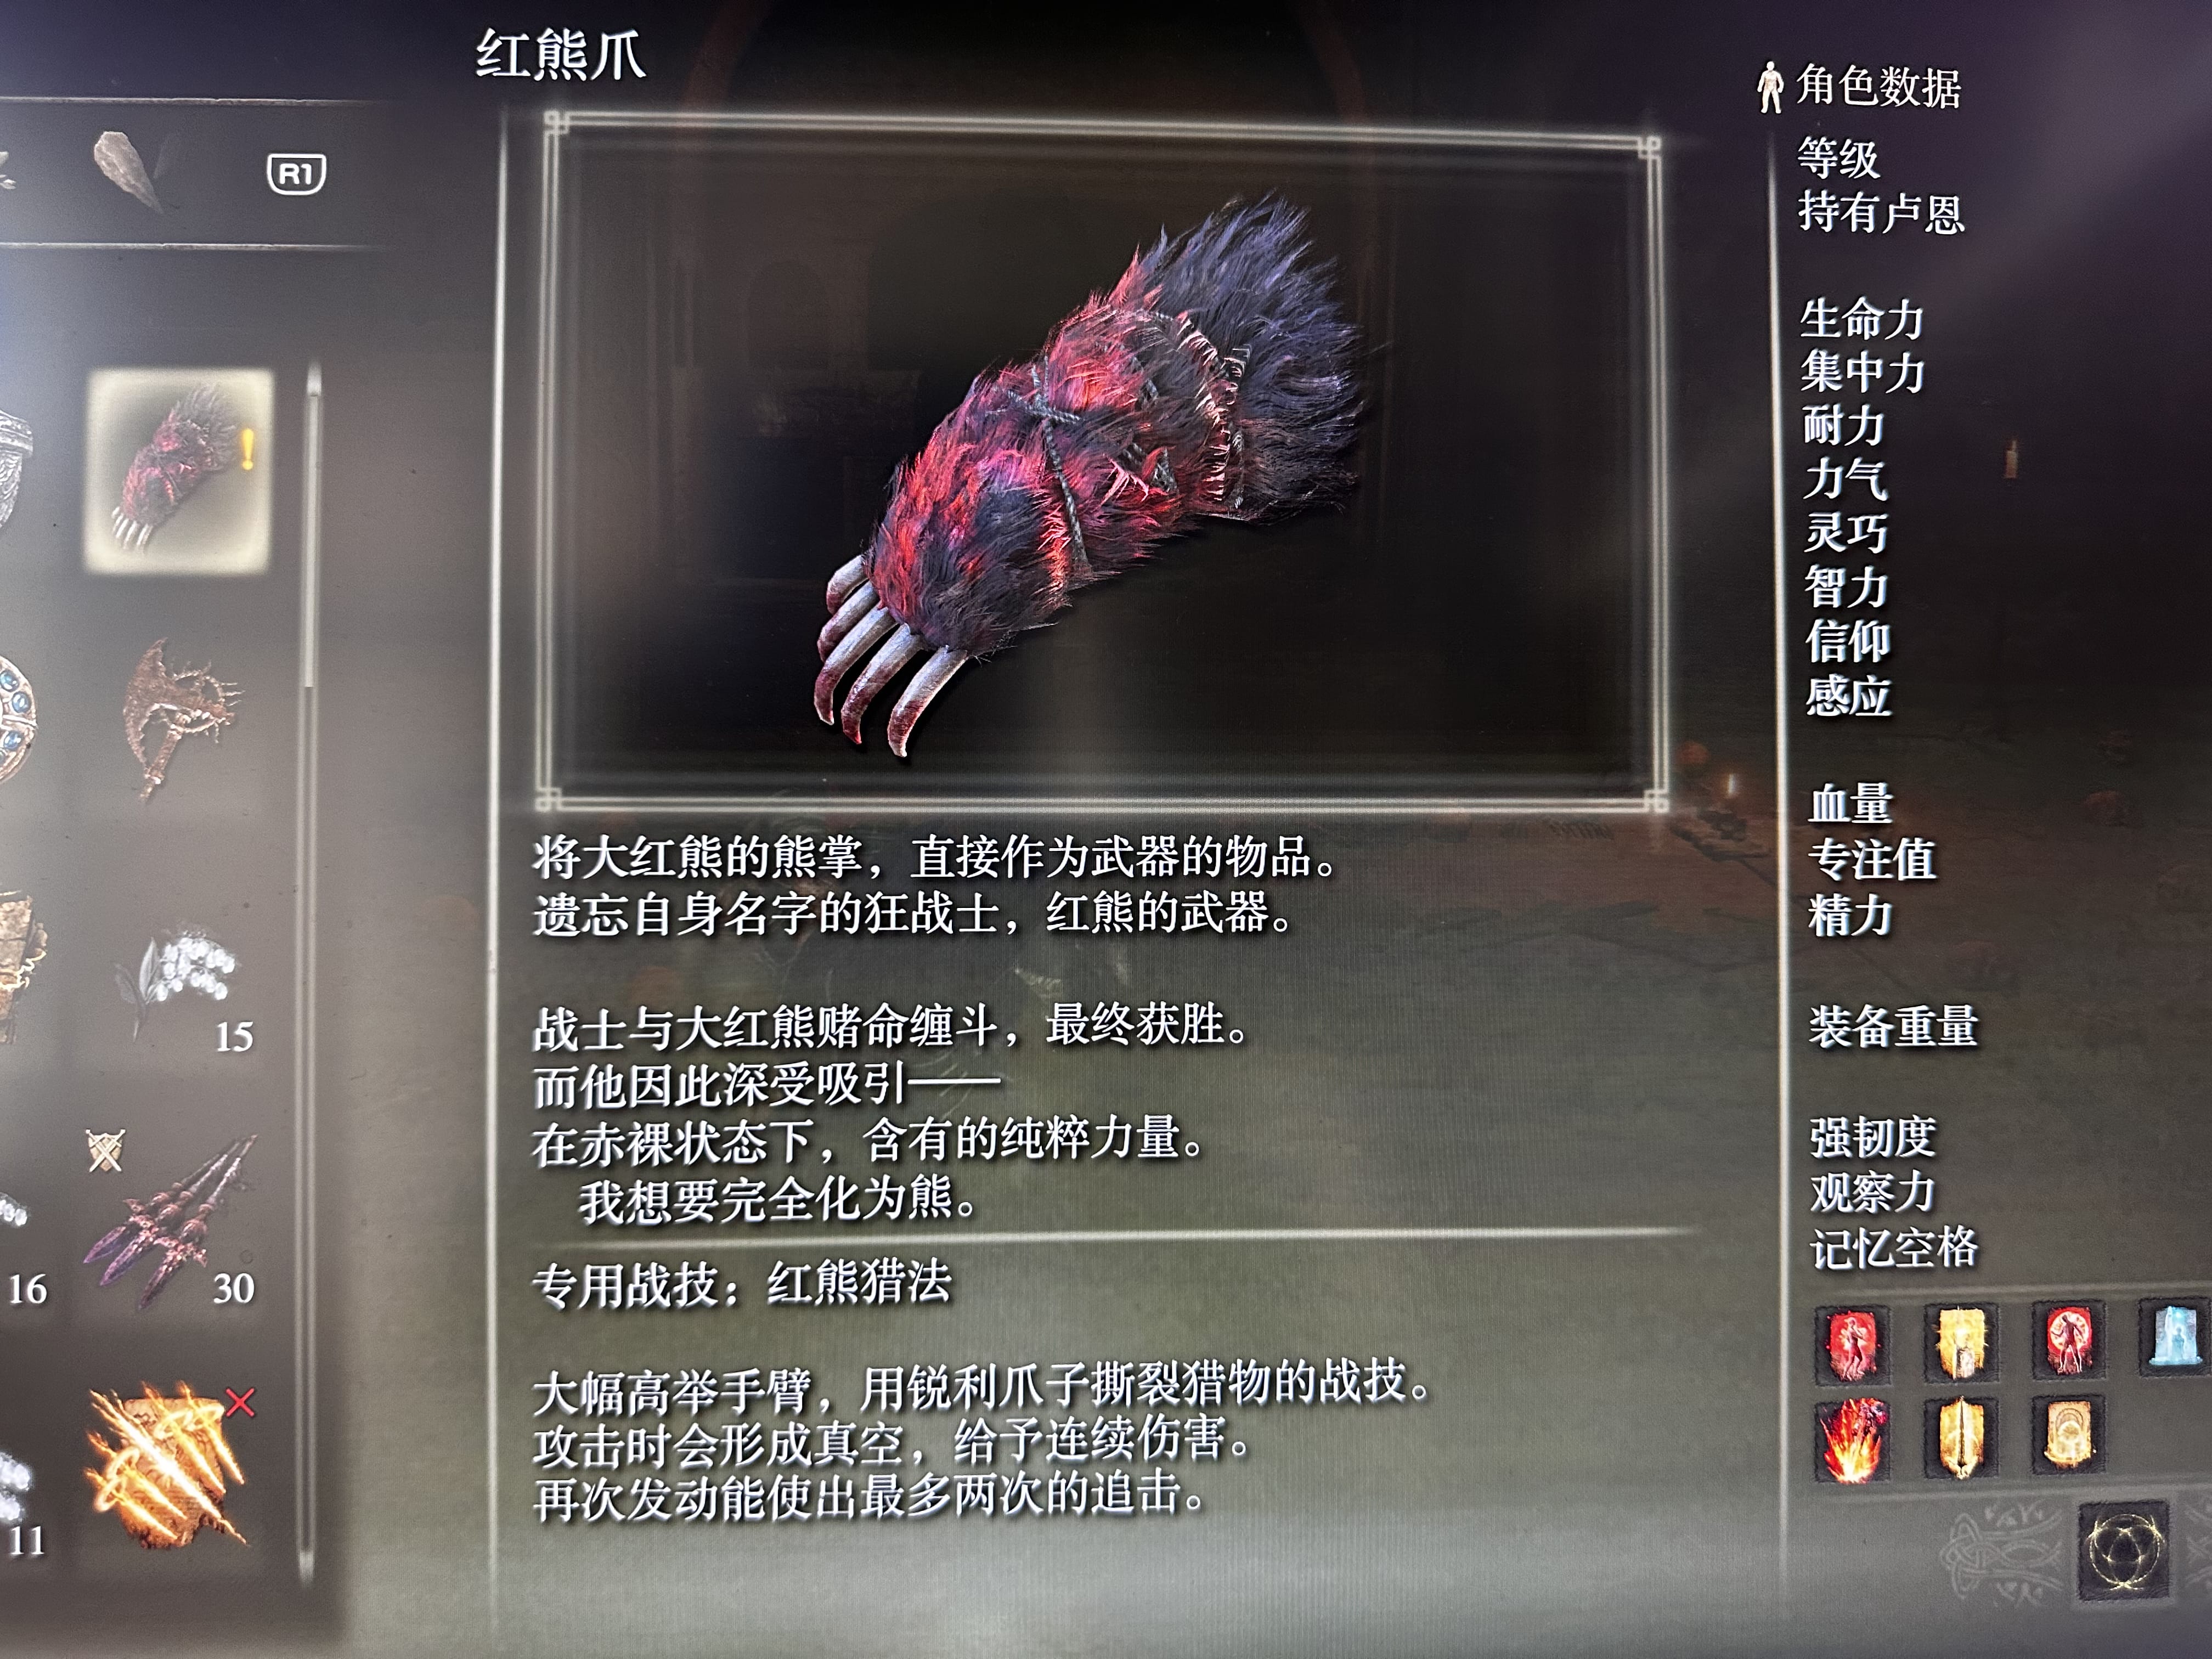 红熊爪
R1
将大红熊的熊掌，直接作为武器的物品。
遗忘自身名字的狂战士，红熊的武器。
战士与大红熊赌命缠斗，最终获胜。
而他因此深受吸引——
在赤裸状态下，含有的纯粹力量。
我想要完全化为熊。
专用战技：红熊猎法
大幅高举手臂，用锐利爪子撕裂猎物的战技。
攻击时会形成真空，给予连续伤害。
再次发动能使出最多两次的追击。
15
16
30
11
角色数据
等级
持有卢恩
生命力
集中力
耐力
力气
灵巧
智力
信仰
感应
血量
专注值
精力
装备重量
强韧度
观察力
记忆空格